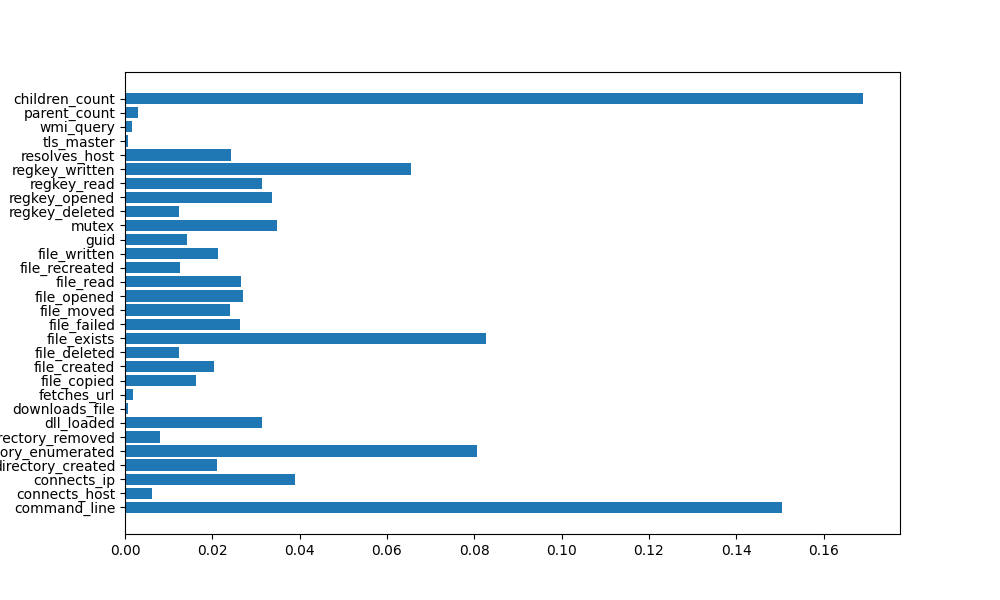 children_count
parent_count
wmi_query
tls_master
resolves_host
regkey_written
regkey_read
regkey_opened
regkey_deleted
mutex
guid
file_written
file_recreated
file_read
file_opened
file_moved
file_failed
file_exists
file_deleted
file_created
file_copied
fetches_url
downloads_file
dll_loaded
rectory_removed
ory_enumerated
directory_created
connects_ip
connects_host
command_line
0.00 0.02 0.04 0.06 0.08 0.10 0.12 0.14 0.16